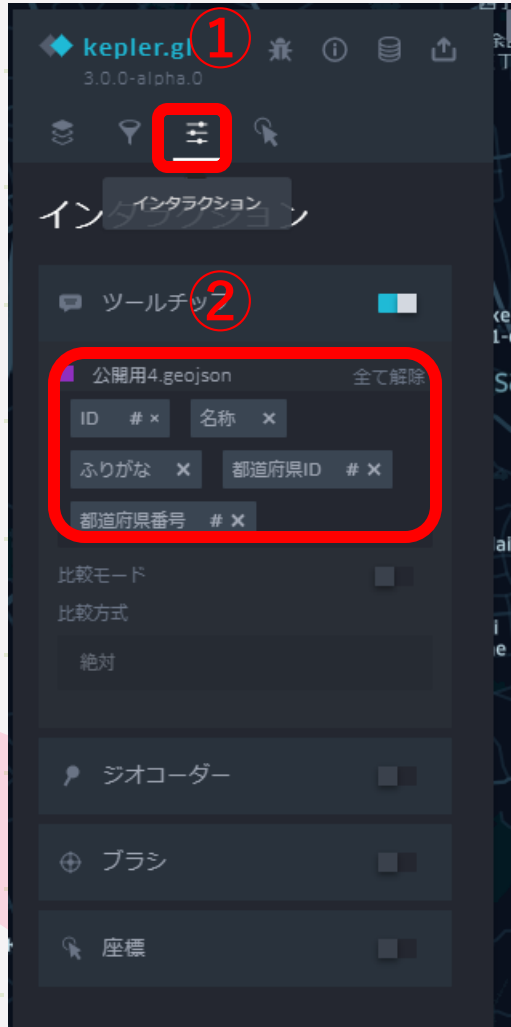 ①
kepler.gl
3.0.0-alpha.0
インタラクション
インタラクション
②
ツールチップ
公開用4.geojson 全て解除
ID # × 名称 ×
ふりがな × 都道府県ID # ×
都道府県番号 # ×
比較モード
比較方式
絶対
ジオコーダー
ブラシ
座標